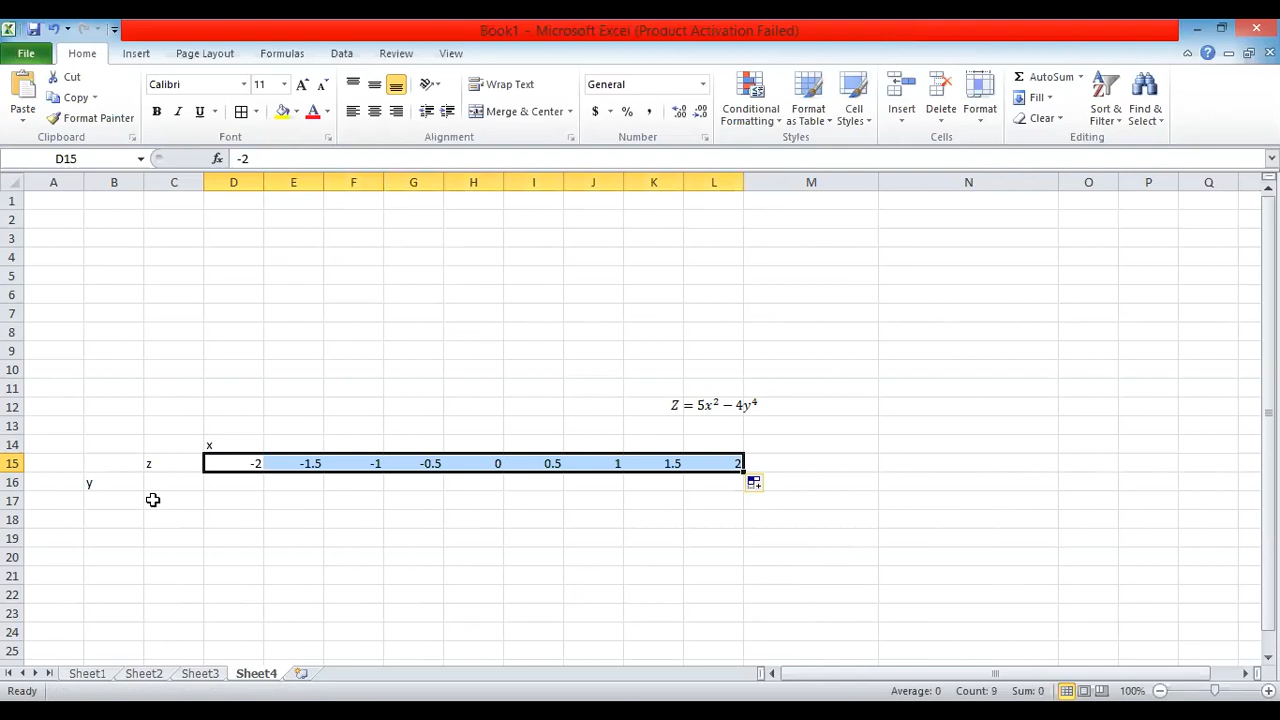 Book1 - Microsoft Excel (Product Activation Failed)
File Home Insert Page Layout Formulas Data Review View
Cut
Copy
Format Painter
Paste
Clipboard
Calibri 11
B I U
Font
Wrap Text
Merge & Center
Alignment
General
$ % ,
Number
Conditional Formatting
Format as Table
Cell Styles
Styles
Insert Delete Format
Cells
AutoSum
Fill
Clear
Sort & Filter
Find & Select
Editing
D15 fx -2
A B C D E F G H I J K L M N O P Q
1
2
3
4
5
6
7
8
9
10
11
12 Z = 5x² − 4y⁴
13
14 x
15 z -2 -1.5 -1 -0.5 0 0.5 1 1.5 2
16 y
17
18
19
20
21
22
23
24
25
Sheet1 Sheet2 Sheet3 Sheet4
Ready Average: 0 Count: 9 Sum: 0 100%